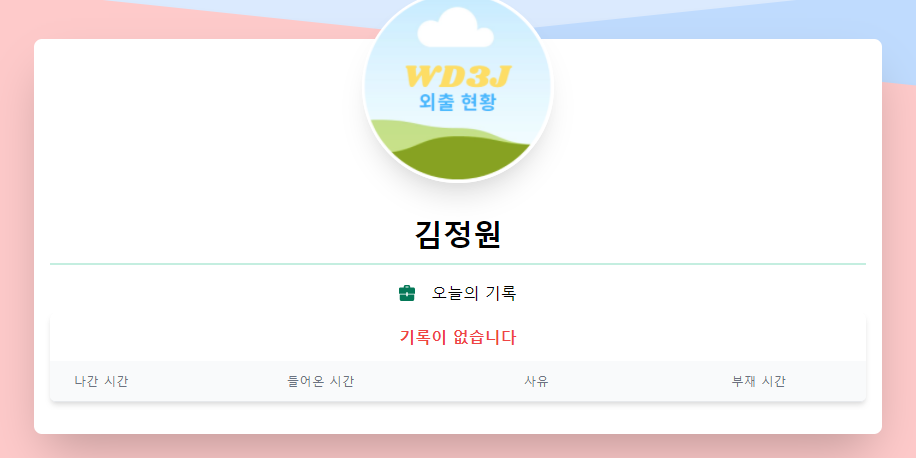 WD3J
외출 현황
김정원
오늘의 기록
기록이 없습니다
나간 시간 들어온 시간 사유 부재 시간